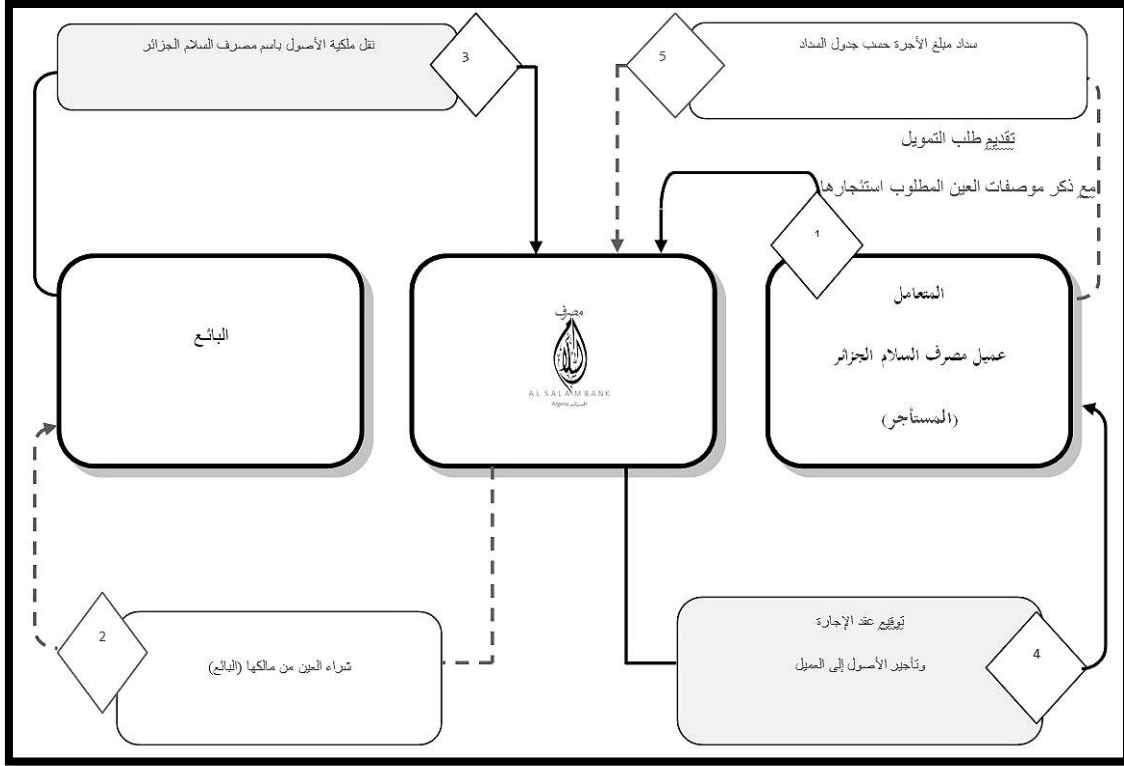 نقل ملكية الأصول باسم مصرف السلام الجزائر
3
5
سداد مبلغ الأجرة حسب جدول السداد
تقديم طلب التمويل
مع ذكر موصفات العين المطلوب استئجارها
1
المتعامل
عميل مصرف السلام الجزائر
(المستأجر)
مصرف
السلام
AL SALAM BANK
Algeria الجزائر
البائع
2
شراء العين من مالكها (البائع)
توقيع عقد الإجارة
وتأجير الأصول إلى العميل
4